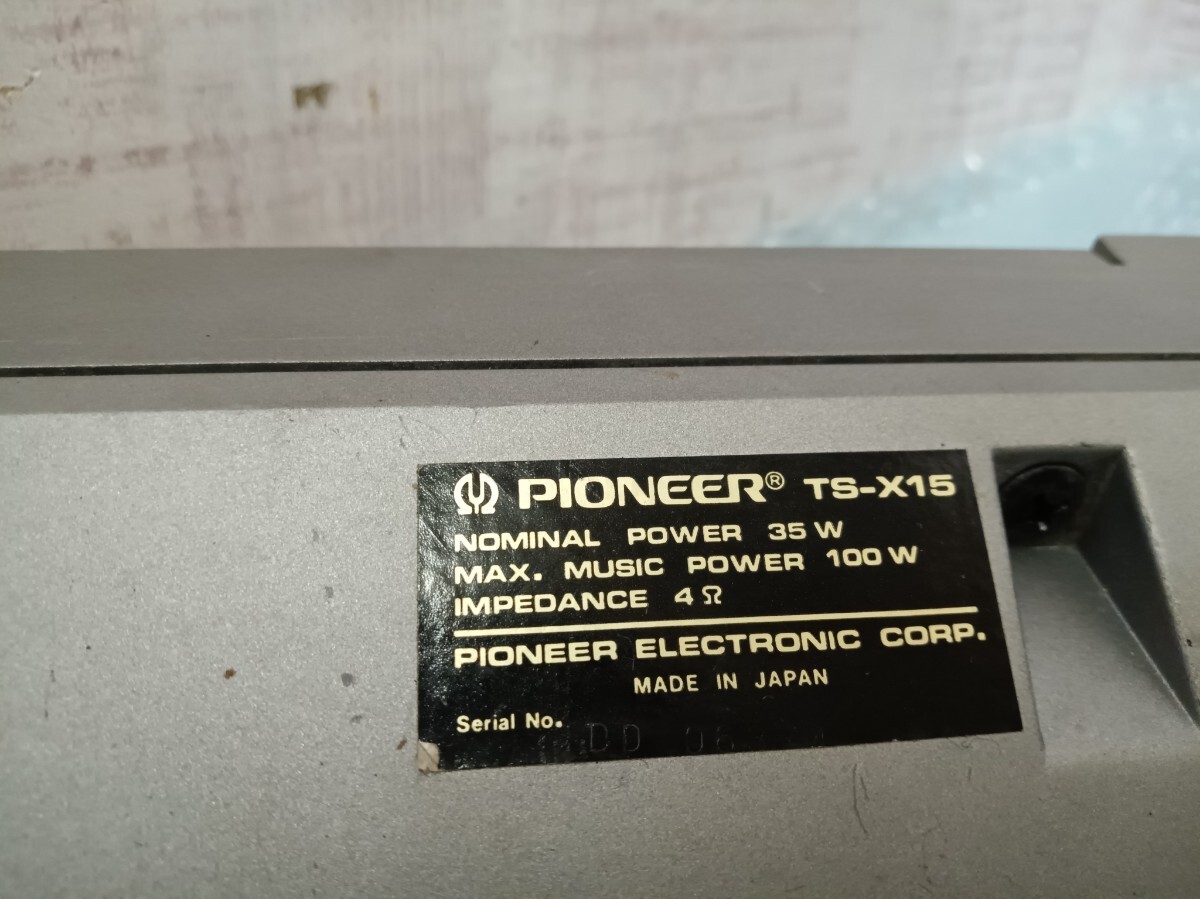 PIONEER® TS-X15
NOMINAL POWER 35 W
MAX. MUSIC POWER 100 W
IMPEDANCE 4Ω
PIONEER ELECTRONIC CORP.
MADE IN JAPAN
Serial No.